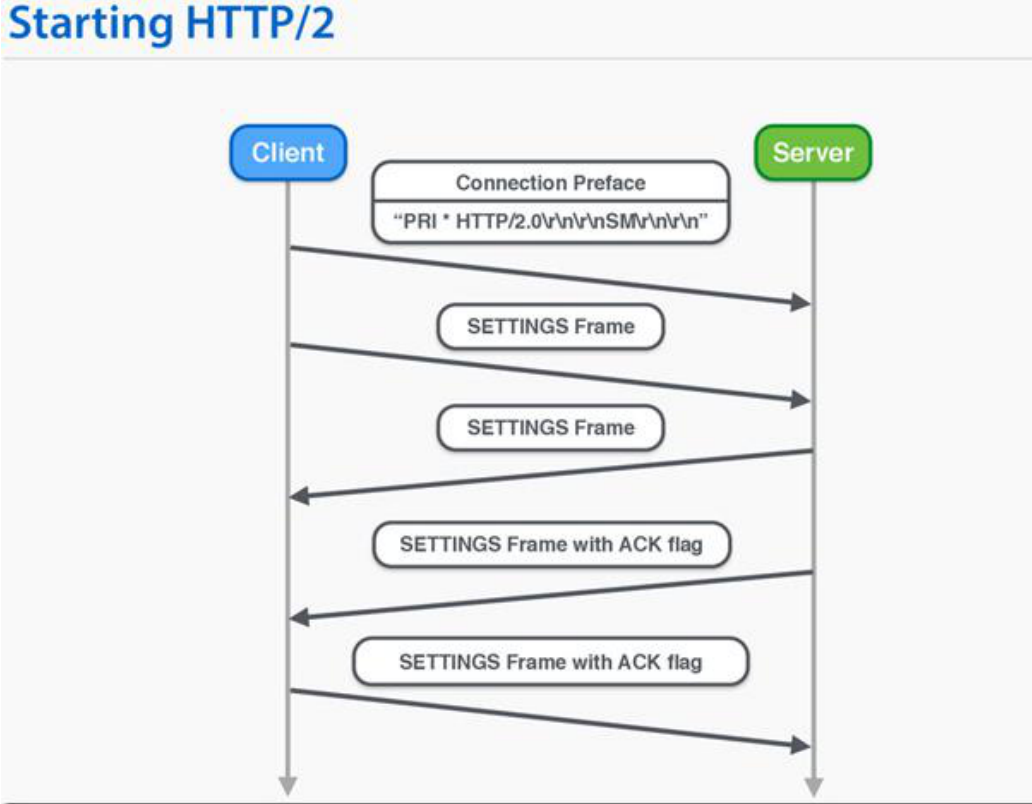 Starting HTTP/2
Client
Server
Connection Preface
“PRI * HTTP/2.0\r\n\r\nSM\r\n\r\n”
SETTINGS Frame
SETTINGS Frame
SETTINGS Frame with ACK flag
SETTINGS Frame with ACK flag